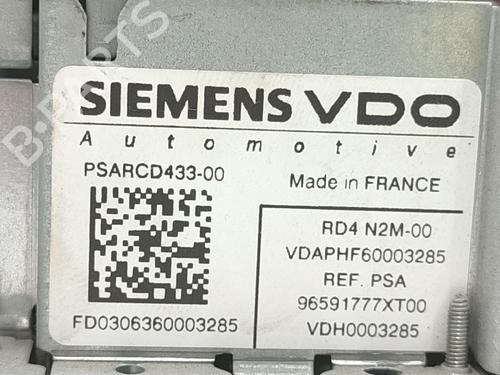 SIEMENS VDO
Automotive
PSARCD433-00
Made in FRANCE
RD4 N2M-00
VDAPHF60003285
REF. PSA
96591777XT00
VDH0003285
FD0306360003285
B-PARTS